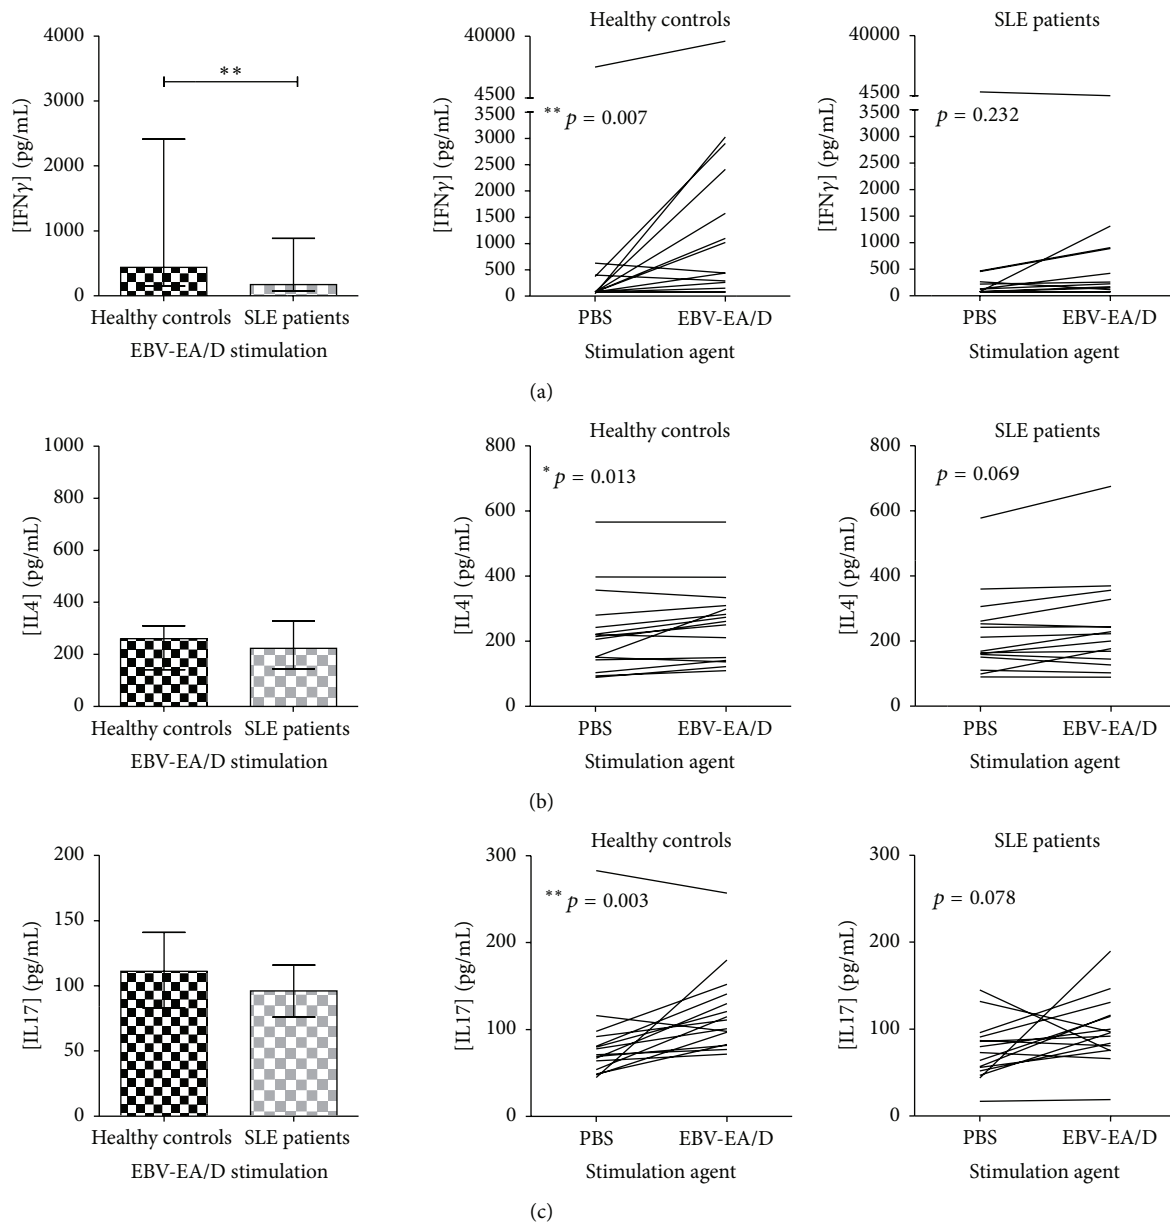 [IFNγ] (pg/mL)
4000
3000
2000
1000
0
**
Healthy controls
SLE patients
EBV-EA/D stimulation
Healthy controls
[IFNγ] (pg/mL)
40000
4500
3500
3000
2500
2000
1500
1000
500
0
** p = 0.007
PBS
EBV-EA/D
Stimulation agent
SLE patients
[IFNγ] (pg/mL)
40000
4500
3500
3000
2500
2000
1500
1000
500
0
p = 0.232
PBS
EBV-EA/D
Stimulation agent
(a)
[IL4] (pg/mL)
1000
800
600
400
200
0
Healthy controls
SLE patients
EBV-EA/D stimulation
Healthy controls
[IL4] (pg/mL)
800
600
400
200
0
* p = 0.013
PBS
EBV-EA/D
Stimulation agent
SLE patients
[IL4] (pg/mL)
800
600
400
200
0
p = 0.069
PBS
EBV-EA/D
Stimulation agent
(b)
[IL17] (pg/mL)
200
150
100
50
0
Healthy controls
SLE patients
EBV-EA/D stimulation
Healthy controls
[IL17] (pg/mL)
300
200
100
0
** p = 0.003
PBS
EBV-EA/D
Stimulation agent
SLE patients
[IL17] (pg/mL)
300
200
100
0
p = 0.078
PBS
EBV-EA/D
Stimulation agent
(c)